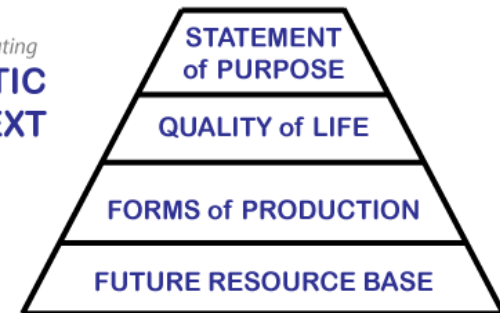 STATEMENT
of PURPOSE
QUALITY of LIFE
FORMS of PRODUCTION
FUTURE RESOURCE BASE